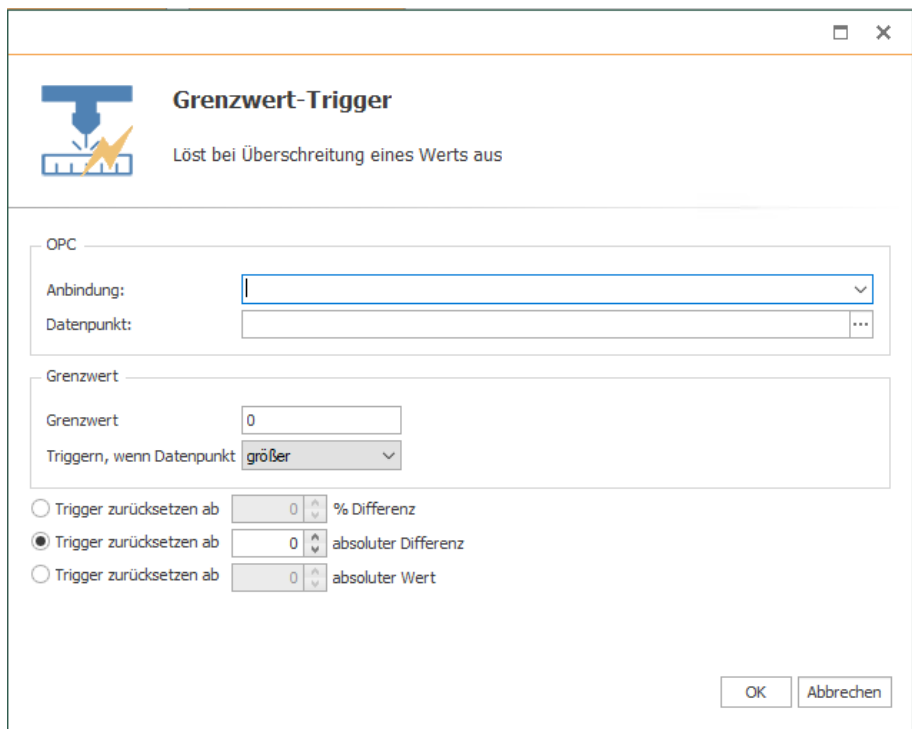 Grenzwert-Trigger
Löst bei Überschreitung eines Werts aus
OPC
Anbindung:
Datenpunkt:
Grenzwert
Grenzwert 0
Triggern, wenn Datenpunkt größer
Trigger zurücksetzen ab 0 % Differenz
Trigger zurücksetzen ab 0 absoluter Differenz
Trigger zurücksetzen ab 0 absoluter Wert
OK Abbrechen